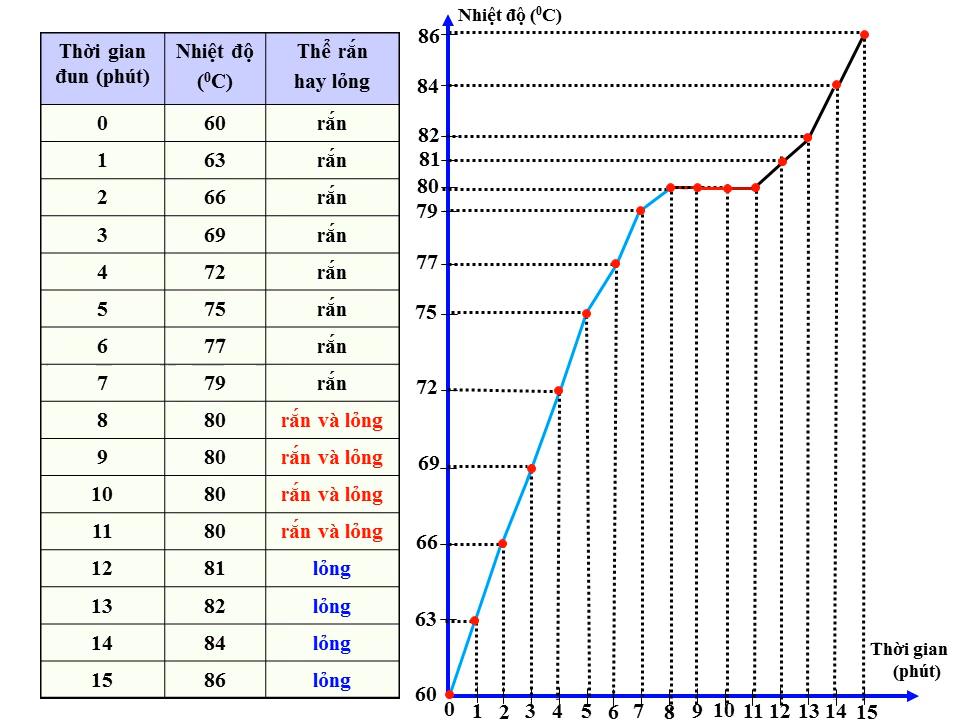 Thời gian đun (phút) Nhiệt độ (⁰C) Thể rắn hay lỏng
0 60 rắn
1 63 rắn
2 66 rắn
3 69 rắn
4 72 rắn
5 75 rắn
6 77 rắn
7 79 rắn
8 80 rắn và lỏng
9 80 rắn và lỏng
10 80 rắn và lỏng
11 80 rắn và lỏng
12 81 lỏng
13 82 lỏng
14 84 lỏng
15 86 lỏng
Nhiệt độ (⁰C)
86
84
82
81
80
79
77
75
72
69
66
63
60
Thời gian
(phút)
0 1 2 3 4 5 6 7 8 9 10 11 12 13 14 15